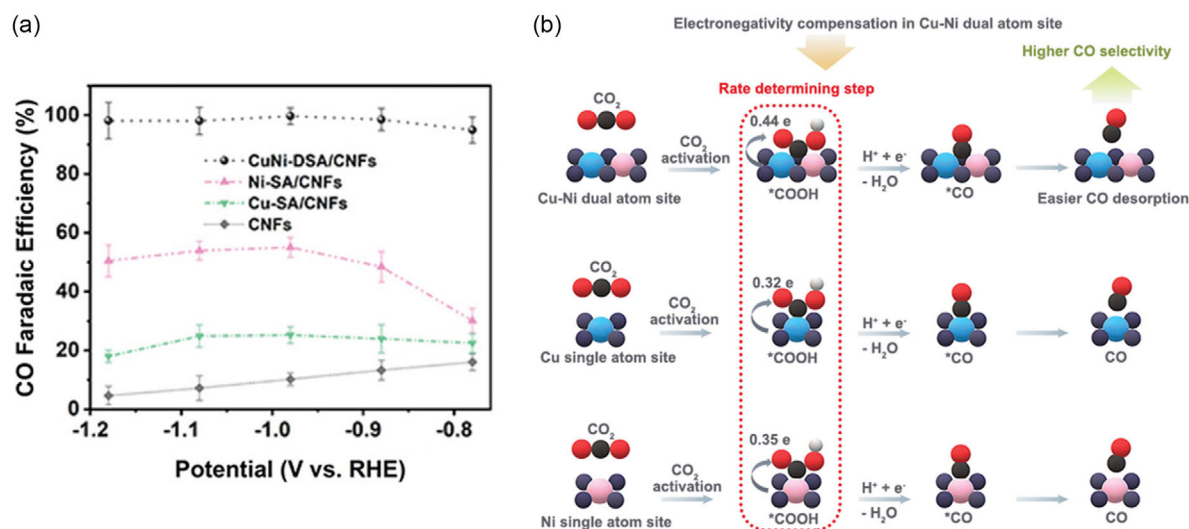 (a)
CO Faradaic Efficiency (%)
100
80
60
40
20
0
CuNi-DSA/CNFs
Ni-SA/CNFs
Cu-SA/CNFs
CNFs
-1.2 -1.1 -1.0 -0.9 -0.8
Potential (V vs. RHE)
(b)
Electronegativity compensation in Cu-Ni dual atom site
Higher CO selectivity
Rate determining step
CO₂
0.44 e
CO₂
activation
H⁺ + e⁻
- H₂O
Cu-Ni dual atom site
*COOH
*CO
Easier CO desorption
CO₂
0.32 e
CO₂
activation
H⁺ + e⁻
- H₂O
Cu single atom site
*COOH
*CO
CO
CO₂
0.35 e
CO₂
activation
H⁺ + e⁻
- H₂O
Ni single atom site
*COOH
*CO
CO